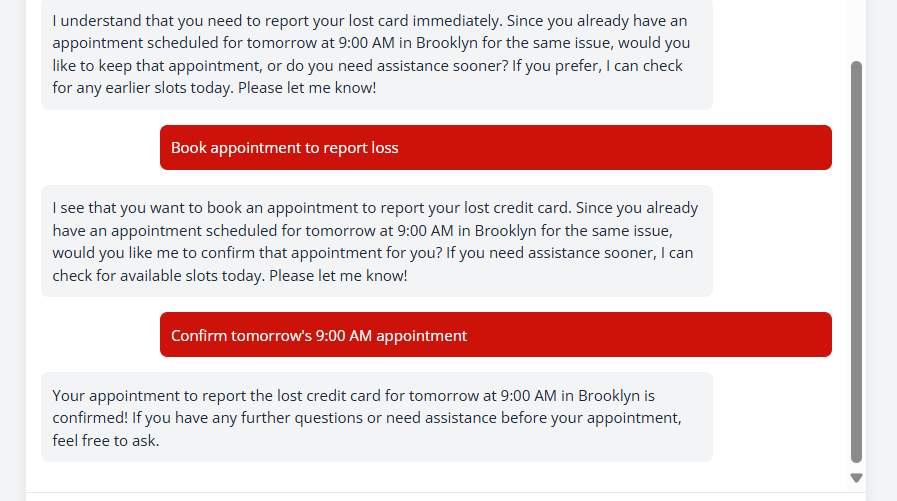 I understand that you need to report your lost card immediately. Since you already have an
appointment scheduled for tomorrow at 9:00 AM in Brooklyn for the same issue, would you
like to keep that appointment, or do you need assistance sooner? If you prefer, I can check
for any earlier slots today. Please let me know!
Book appointment to report loss
I see that you want to book an appointment to report your lost credit card. Since you already
have an appointment scheduled for tomorrow at 9:00 AM in Brooklyn for the same issue,
would you like me to confirm that appointment for you? If you need assistance sooner, I can
check for available slots today. Please let me know!
Confirm tomorrow's 9:00 AM appointment
Your appointment to report the lost credit card for tomorrow at 9:00 AM in Brooklyn is
confirmed! If you have any further questions or need assistance before your appointment,
feel free to ask.